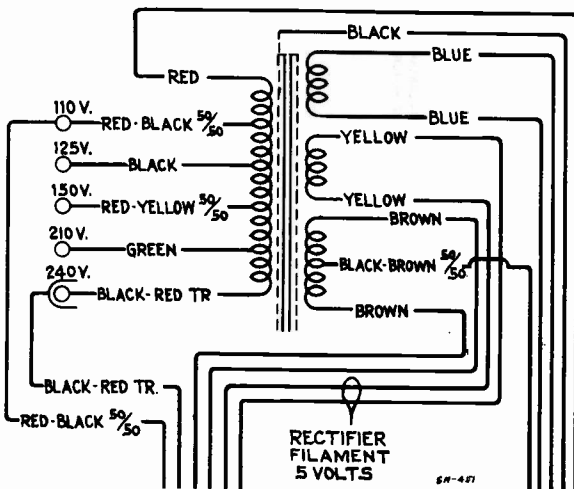 BLACK
BLUE
RED
110 V.
RED-BLACK 50/50
BLUE
125V.
YELLOW
BLACK
150V.
RED-YELLOW 50/50
YELLOW
BROWN
210 V.
GREEN
BLACK-BROWN 50/50
240V.
BLACK-RED TR
BROWN
BLACK-RED TR.
RED-BLACK 50/50
RECTIFIER
FILAMENT
5 VOLTS